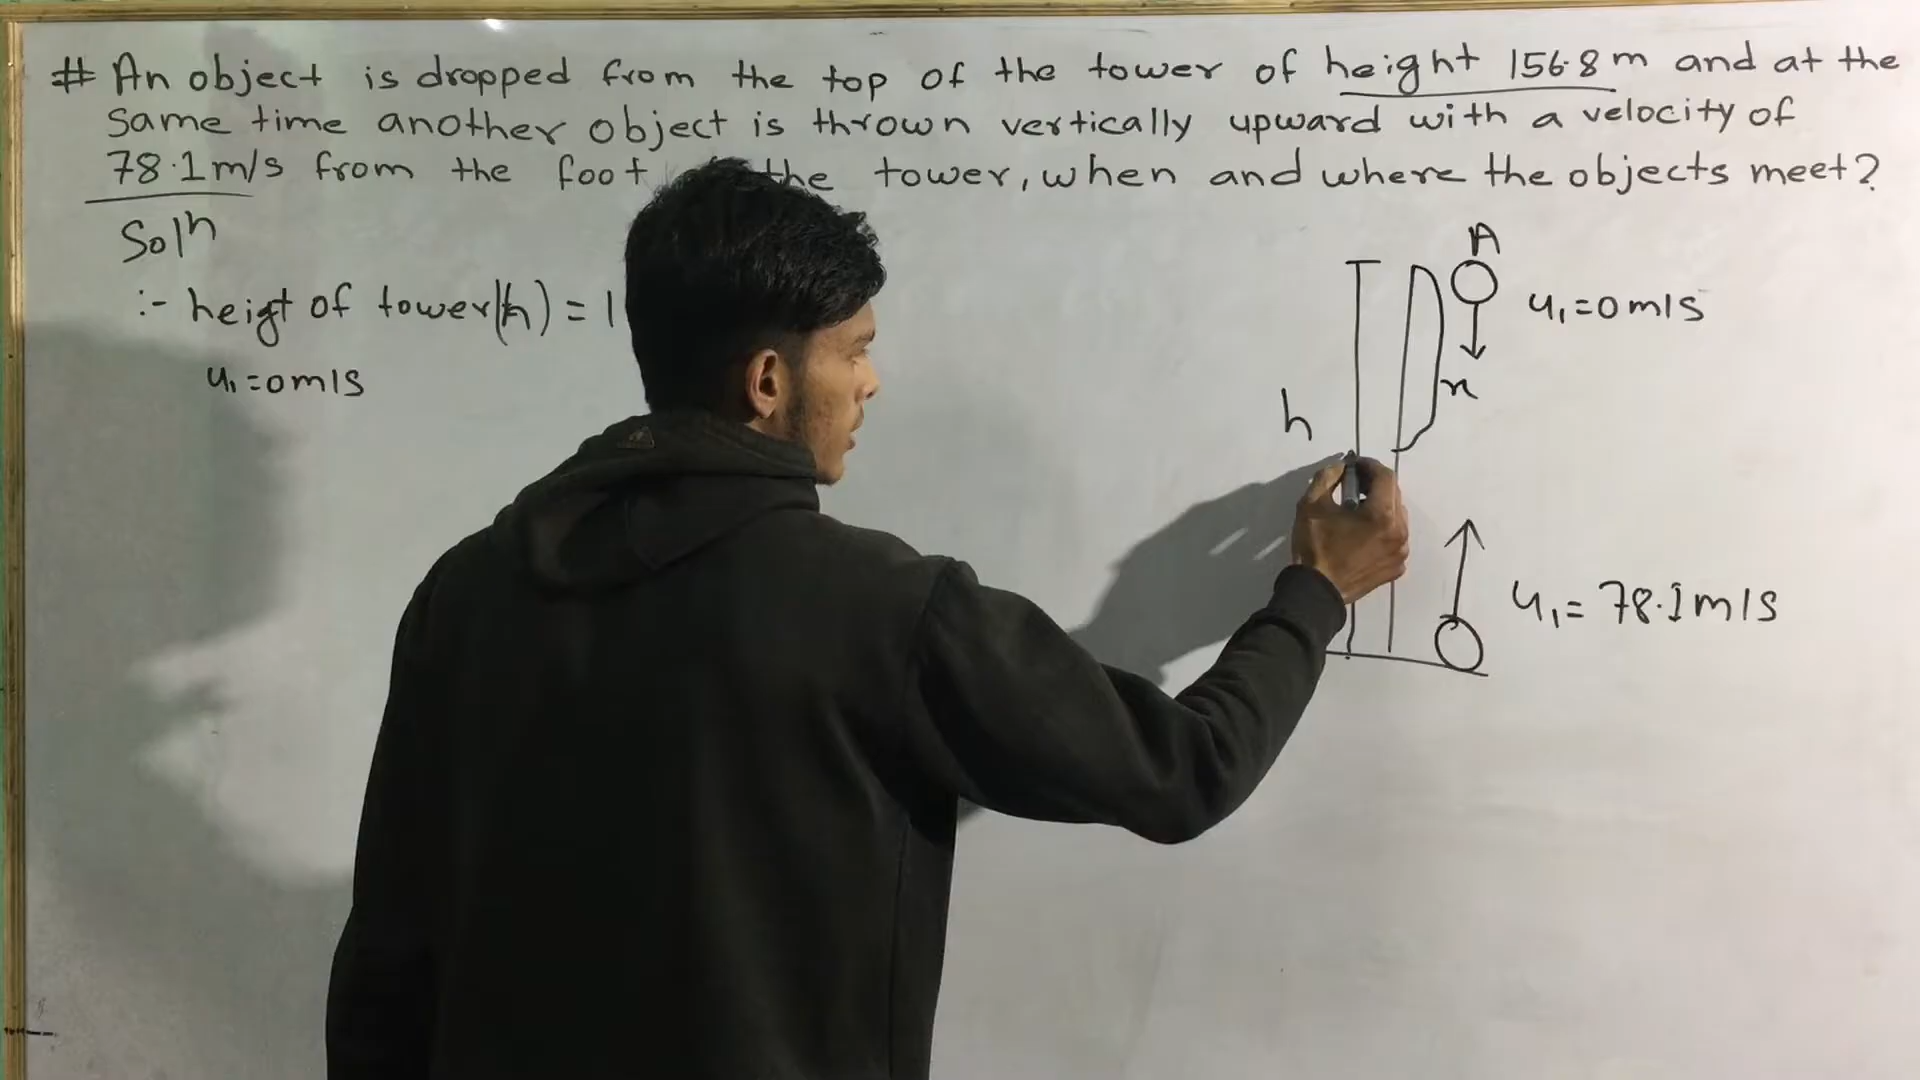 # An object is dropped from the top of the tower of height 156.8 m and at the
same time another object is thrown vertically upward with a velocity of
78.1 m/s from the foot the tower, when and where the objects meet?
Solⁿ
:- heigt of tower(h) = 1
u₁ = 0 m/s
A
u₁ = 0 m/s
x
h
u₁ = 78.1 m/s